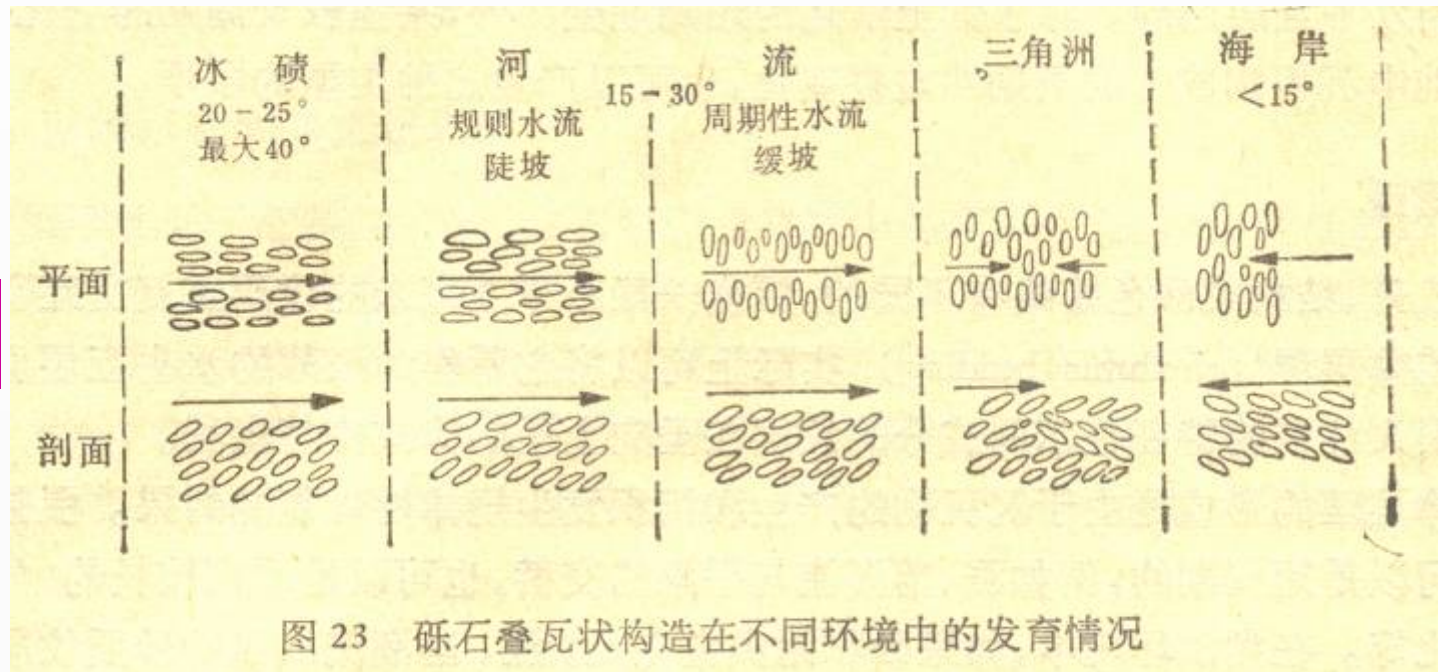 冰 碛
20-25°
最大40°
河 流
15-30°
规则水流
陡坡
周期性水流
缓坡
三角洲
海 岸
<15°
平面
剖面
图 23 砾石叠瓦状构造在不同环境中的发育情况